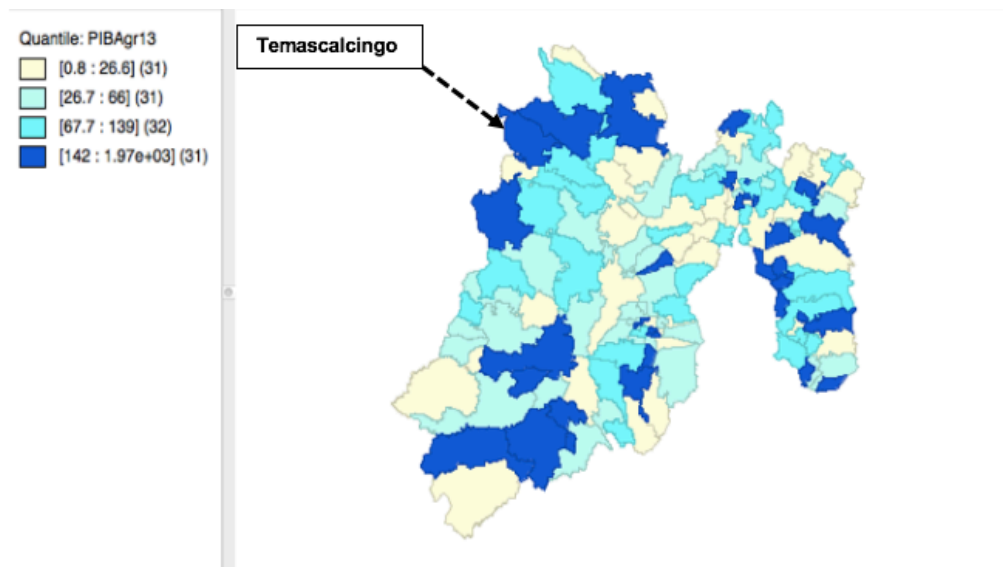 Quantile: PIBAgr13
[0.8 : 26.6] (31)
[26.7 : 66] (31)
[67.7 : 139] (32)
[142 : 1.97e+03] (31)
Temascalcingo